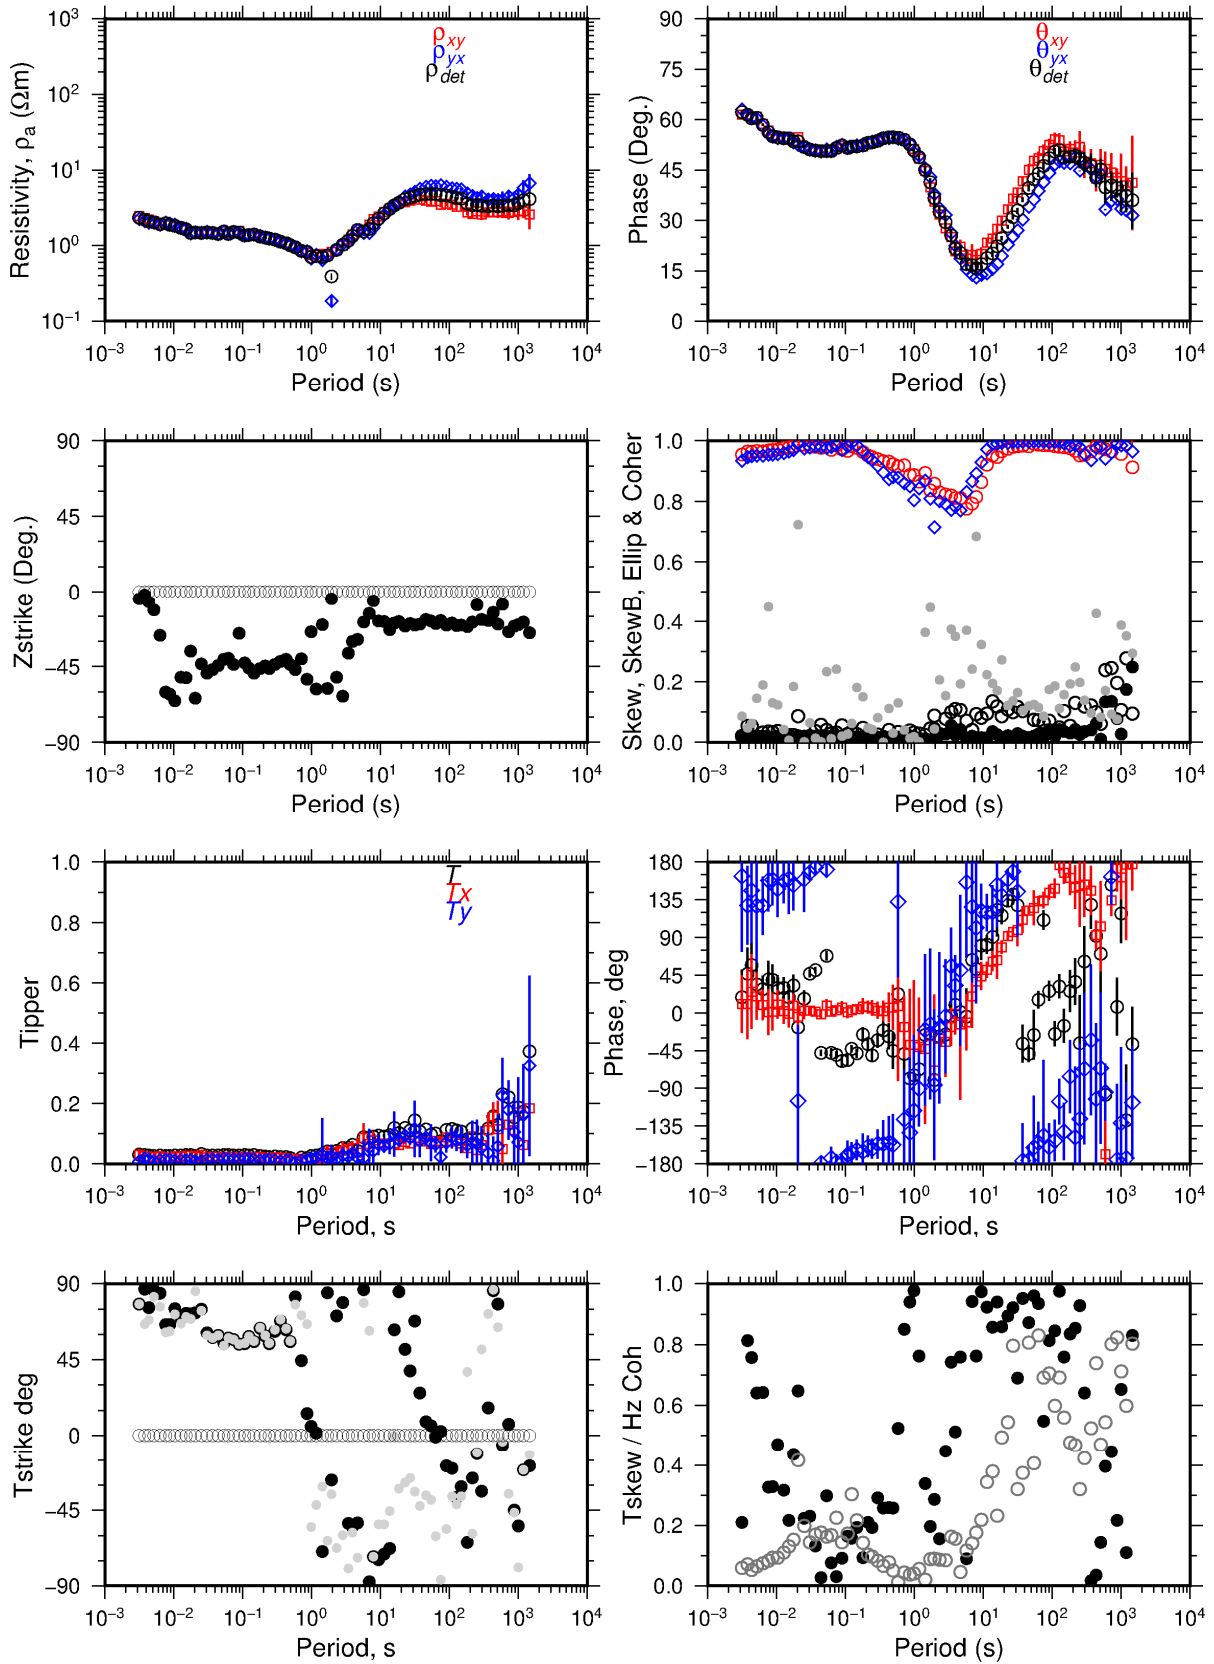 10³
10²
10¹
10⁰
10⁻¹
Resistivity, ρa (Ωm)
ρxy
ρyx
ρdet
10⁻³ 10⁻² 10⁻¹ 10⁰ 10¹ 10² 10³ 10⁴
Period (s)
90
75
60
45
30
15
0
Phase (Deg.)
θxy
θyx
θdet
10⁻³ 10⁻² 10⁻¹ 10⁰ 10¹ 10² 10³ 10⁴
Period (s)
90
45
0
−45
−90
Zstrike (Deg.)
10⁻³ 10⁻² 10⁻¹ 10⁰ 10¹ 10² 10³ 10⁴
Period (s)
1.0
0.8
0.6
0.4
0.2
0.0
Skew, SkewB, Ellip & Coher
10⁻³ 10⁻² 10⁻¹ 10⁰ 10¹ 10² 10³ 10⁴
Period (s)
1.0
0.8
0.6
0.4
0.2
0.0
Tipper
T
Tx
Ty
10⁻³ 10⁻² 10⁻¹ 10⁰ 10¹ 10² 10³ 10⁴
Period, s
180
135
90
45
0
−45
−90
−135
−180
Phase, deg
10⁻³ 10⁻² 10⁻¹ 10⁰ 10¹ 10² 10³ 10⁴
Period, s
90
45
0
−45
−90
Tstrike deg
10⁻³ 10⁻² 10⁻¹ 10⁰ 10¹ 10² 10³ 10⁴
Period, s
1.0
0.8
0.6
0.4
0.2
0.0
Tskew / Hz Coh
10⁻³ 10⁻² 10⁻¹ 10⁰ 10¹ 10² 10³ 10⁴
Period (s)